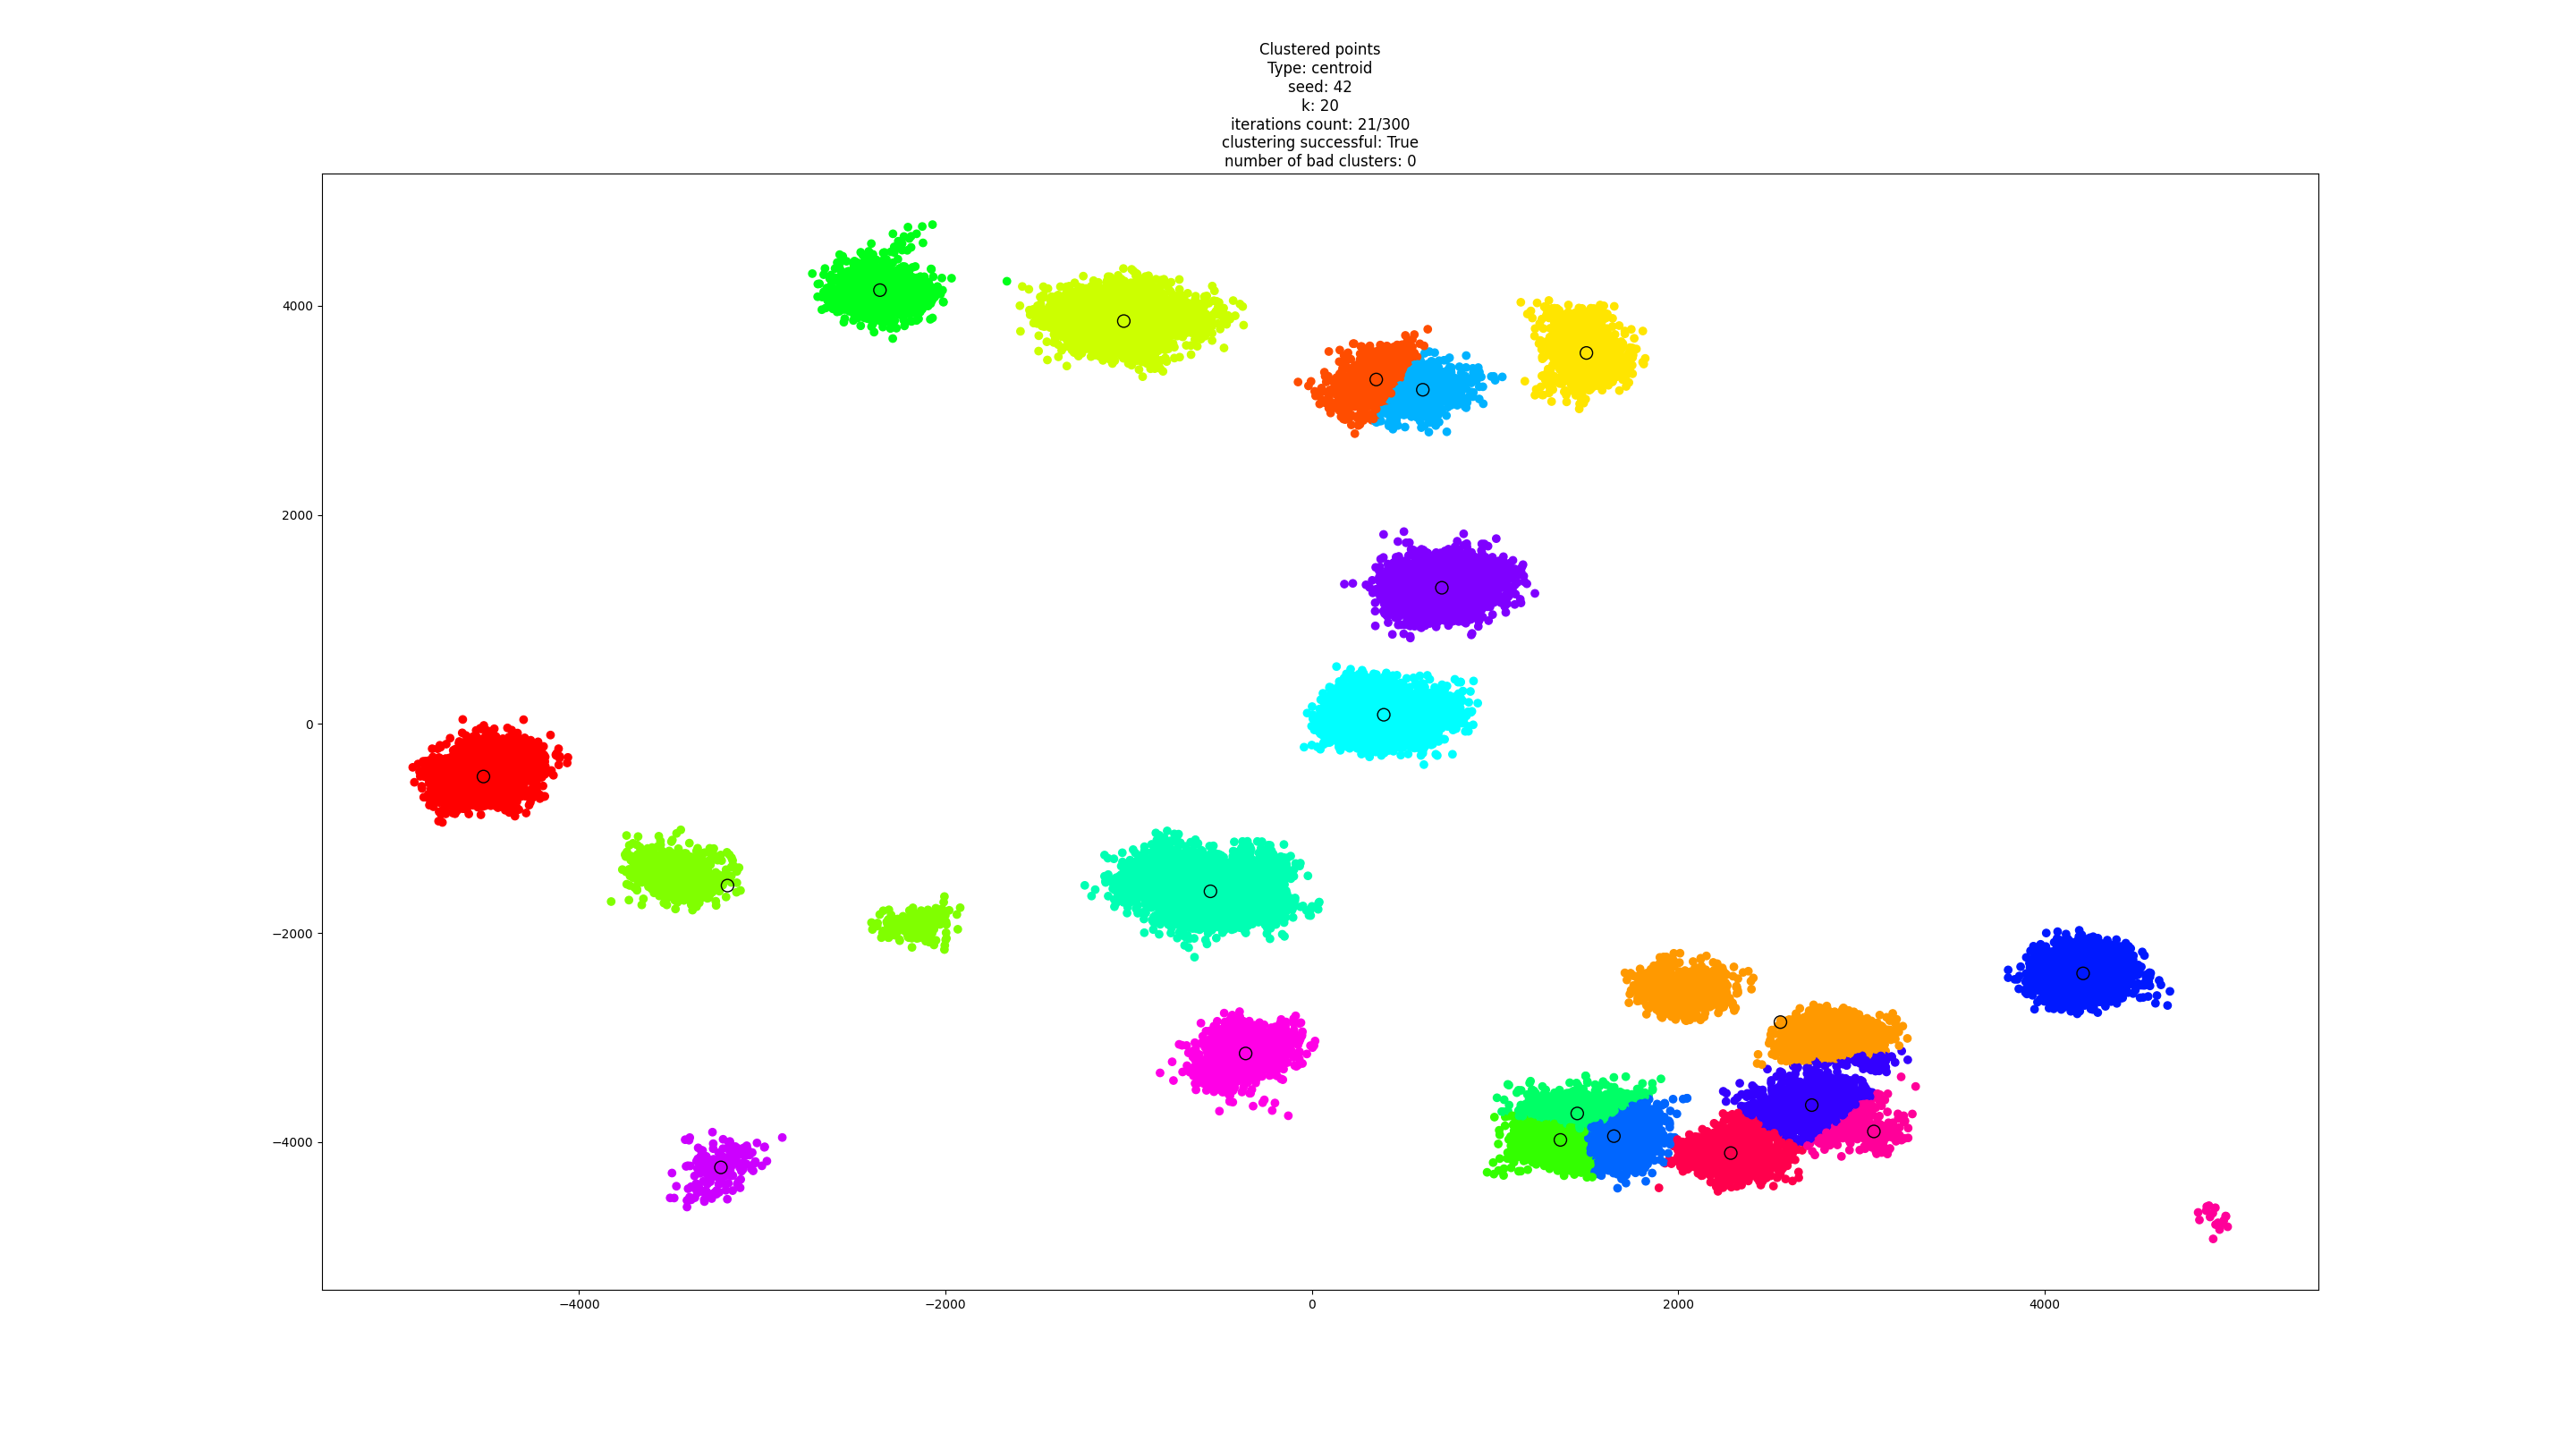 Clustered points
Type: centroid
seed: 42
k: 20
iterations count: 21/300
clustering successful: True
number of bad clusters: 0
4000
2000
0
−2000
−4000
−4000 −2000 0 2000 4000